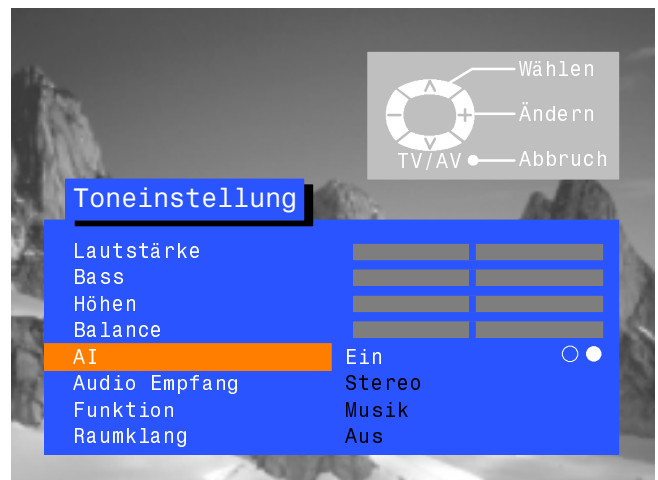 Wählen
Ändern
TV/AV Abbruch
Toneinstellung
Lautstärke
Bass
Höhen
Balance
AI Ein
Audio Empfang Stereo
Funktion Musik
Raumklang Aus